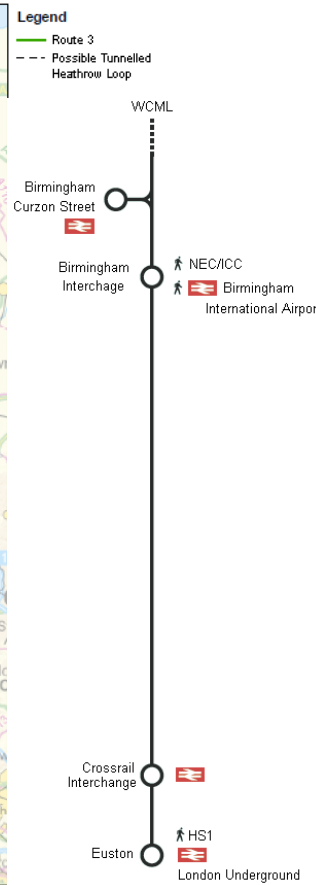 Legend
Route 3
Possible Tunnelled
Heathrow Loop
WCML
Birmingham
Curzon Street
Birmingham
Interchage
NEC/ICC
Birmingham
International Airpor
Crossrail
Interchange
Euston
HS1
London Underground